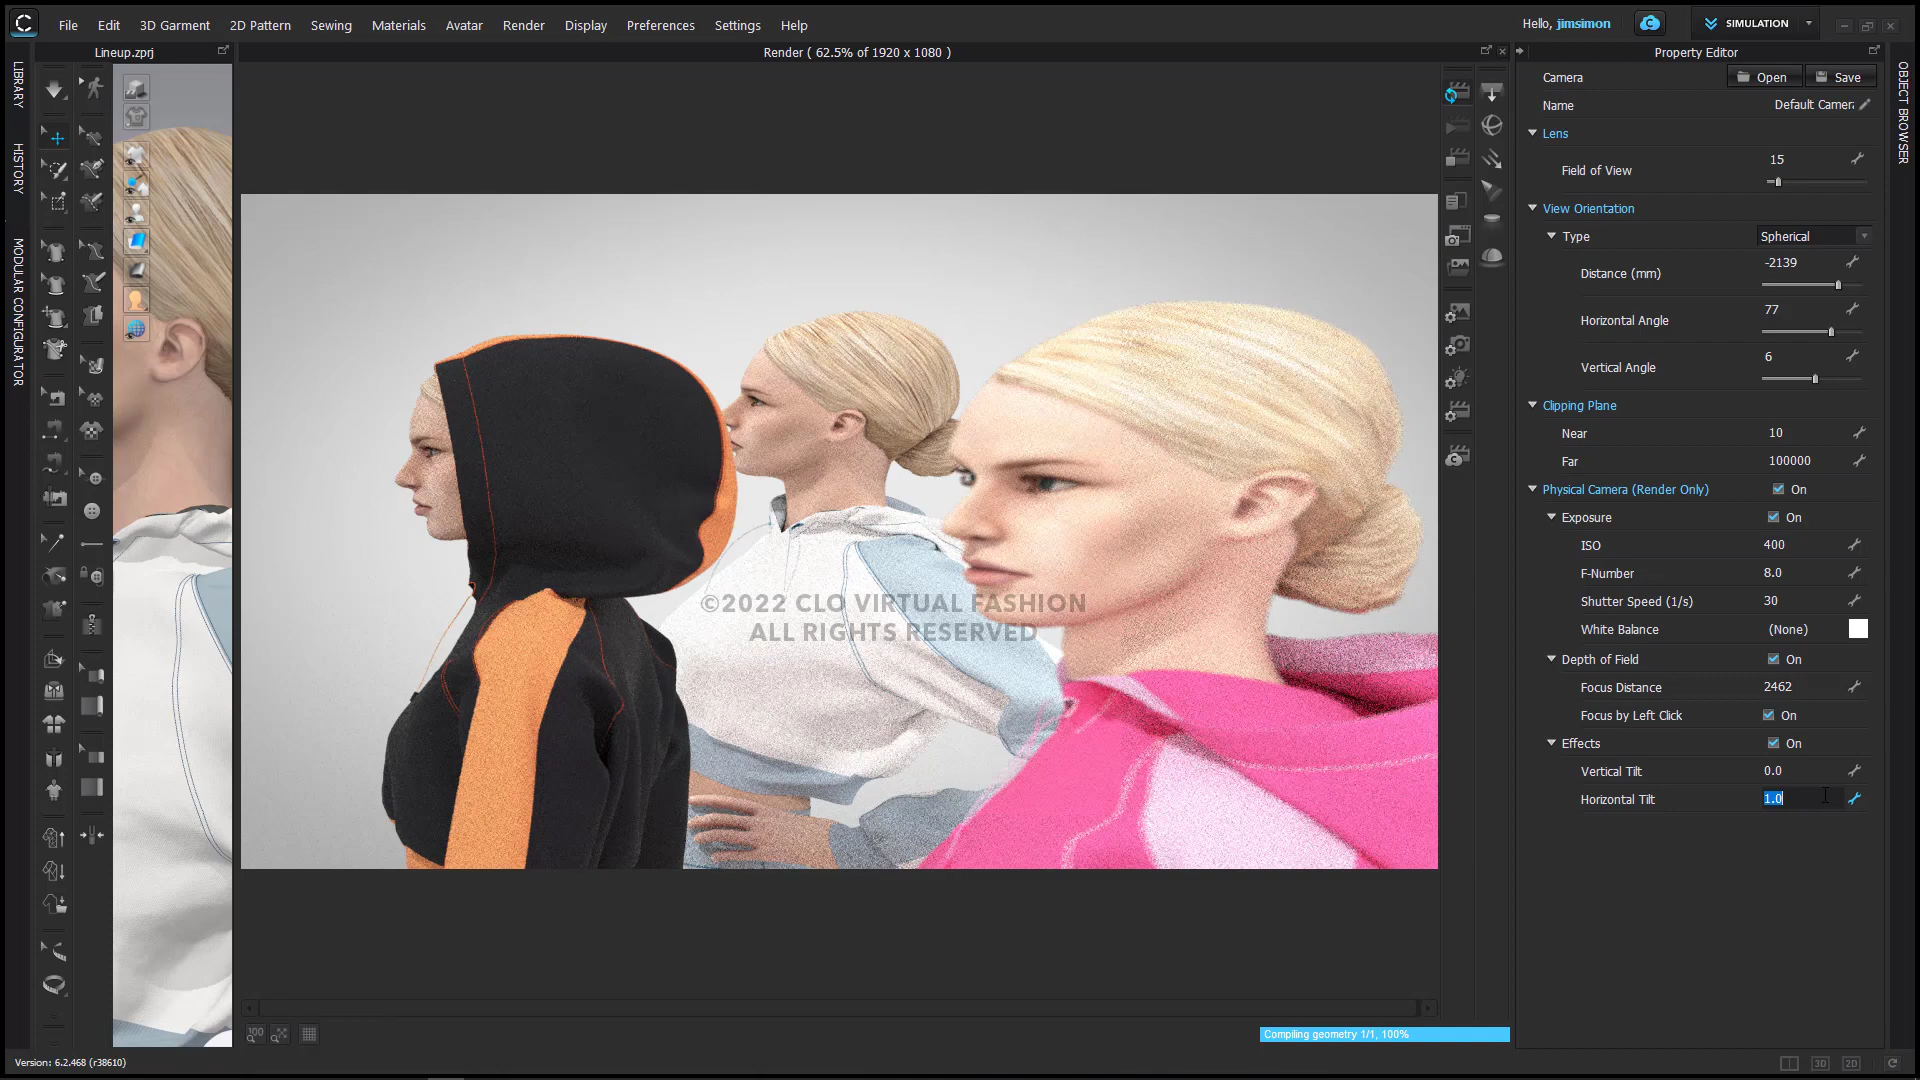 File Edit 3D Garment 2D Pattern Sewing Materials Avatar Render Display Preferences Settings Help
Hello, jimsimon
SIMULATION
Lineup.zprj
Render ( 62.5% of 1920 x 1080 )
Property Editor
LIBRARY
HISTORY
MODULAR CONFIGURATOR
OBJECT BROWSER
Camera
Open
Save
Name
Default Camera
Lens
Field of View
15
View Orientation
Type
Spherical
Distance (mm)
-2139
Horizontal Angle
77
Vertical Angle
6
Clipping Plane
Near
10
Far
100000
Physical Camera (Render Only)
On
Exposure
On
ISO
400
F-Number
8.0
Shutter Speed (1/s)
30
White Balance
(None)
Depth of Field
On
Focus Distance
2462
Focus by Left Click
On
Effects
On
Vertical Tilt
0.0
Horizontal Tilt
1.0
©2022 CLO VIRTUAL FASHION
ALL RIGHTS RESERVED
100
Compiling geometry 1/1, 100%
Version: 6.2.468 (r38610)
3D
2D